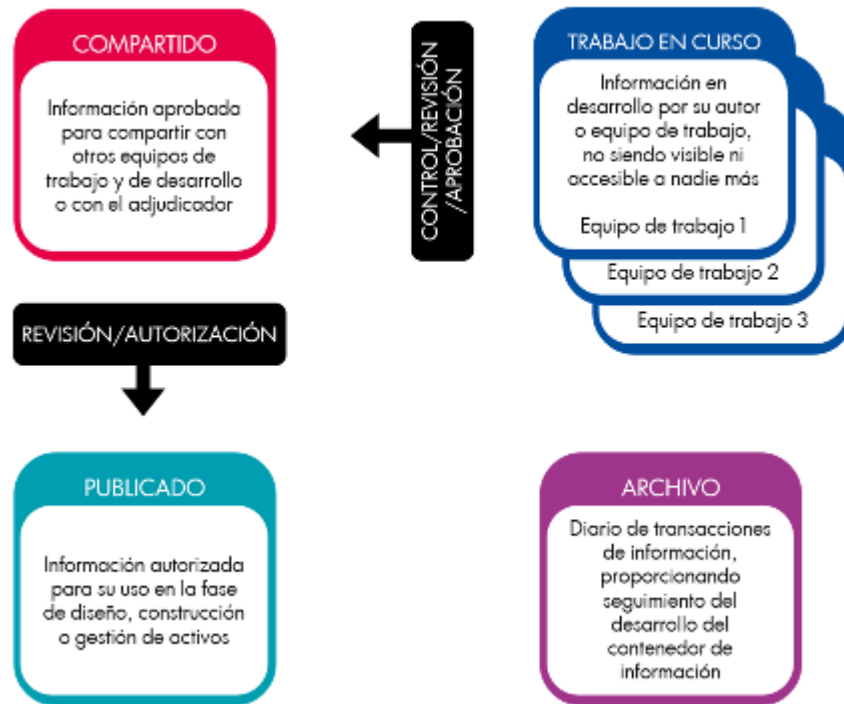 COMPARTIDO
Información aprobada
para compartir con
otros equipos de
trabajo y de desarrollo
o con el adjudicador
CONTROL/REVISIÓN
/APROBACIÓN
TRABAJO EN CURSO
Información en
desarrollo por su autor
o equipo de trabajo,
no siendo visible ni
accesible a nadie más
Equipo de trabajo 1
Equipo de trabajo 2
Equipo de trabajo 3
REVISIÓN/AUTORIZACIÓN
PUBLICADO
Información autorizada
para su uso en la fase
de diseño, construcción
o gestión de activos
ARCHIVO
Diario de transacciones
de información,
proporcionando
seguimiento del
desarrollo del
contenedor de
información